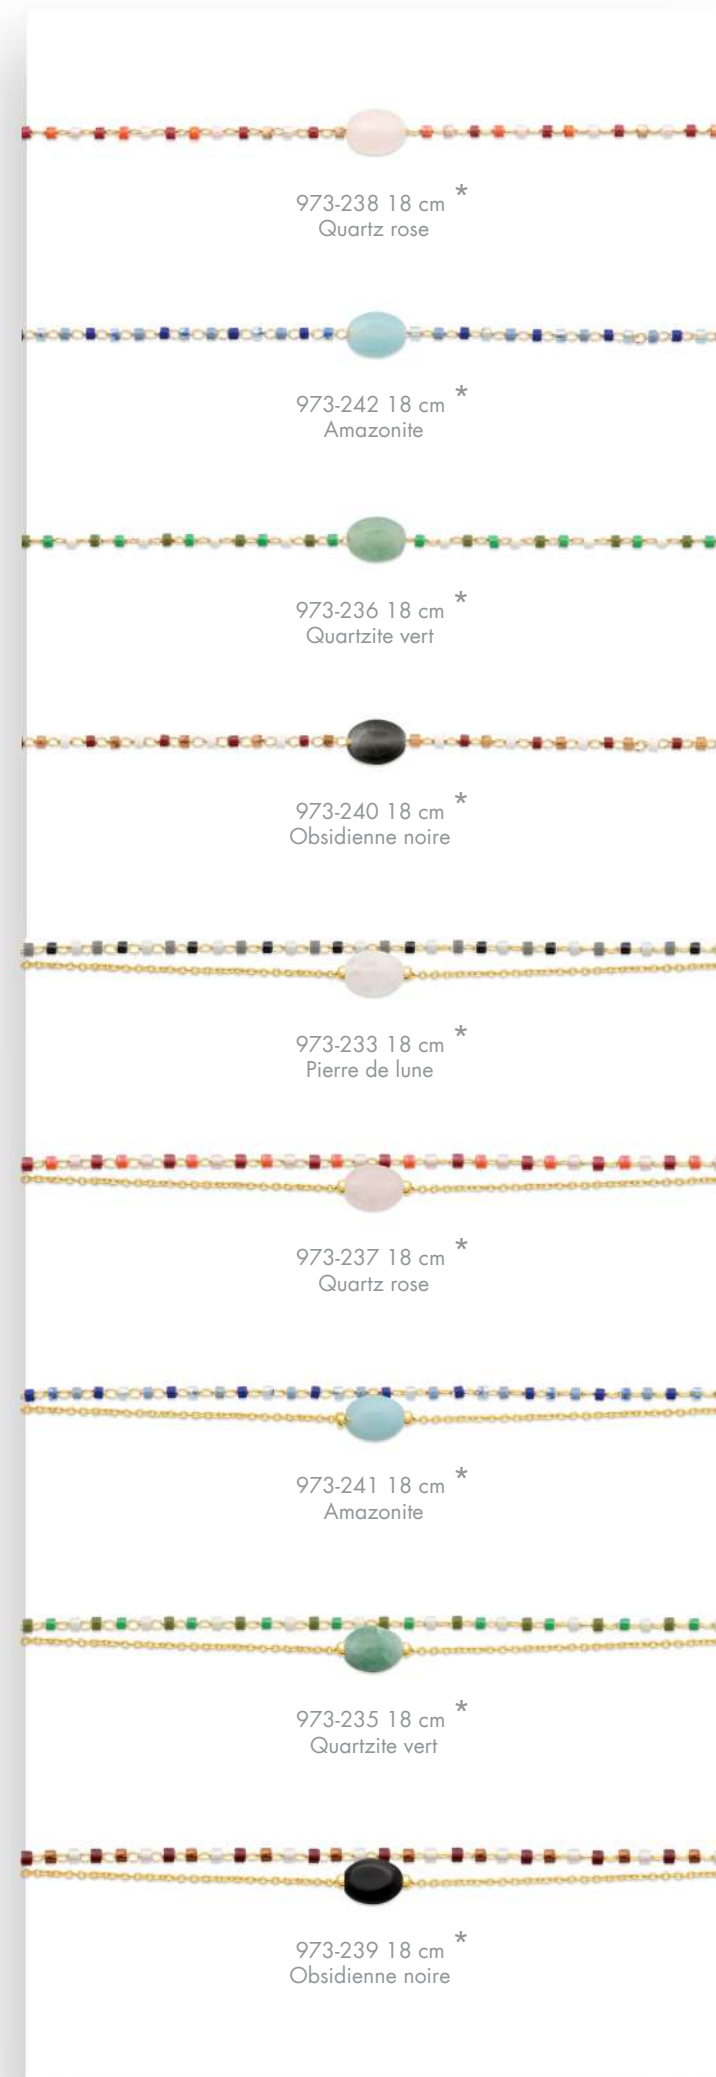 973-238 18 cm *
Quartz rose
973-242 18 cm *
Amazonite
973-236 18 cm *
Quartzite vert
973-240 18 cm *
Obsidienne noire
973-233 18 cm *
Pierre de lune
973-237 18 cm *
Quartz rose
973-241 18 cm *
Amazonite
973-235 18 cm *
Quartzite vert
973-239 18 cm *
Obsidienne noire